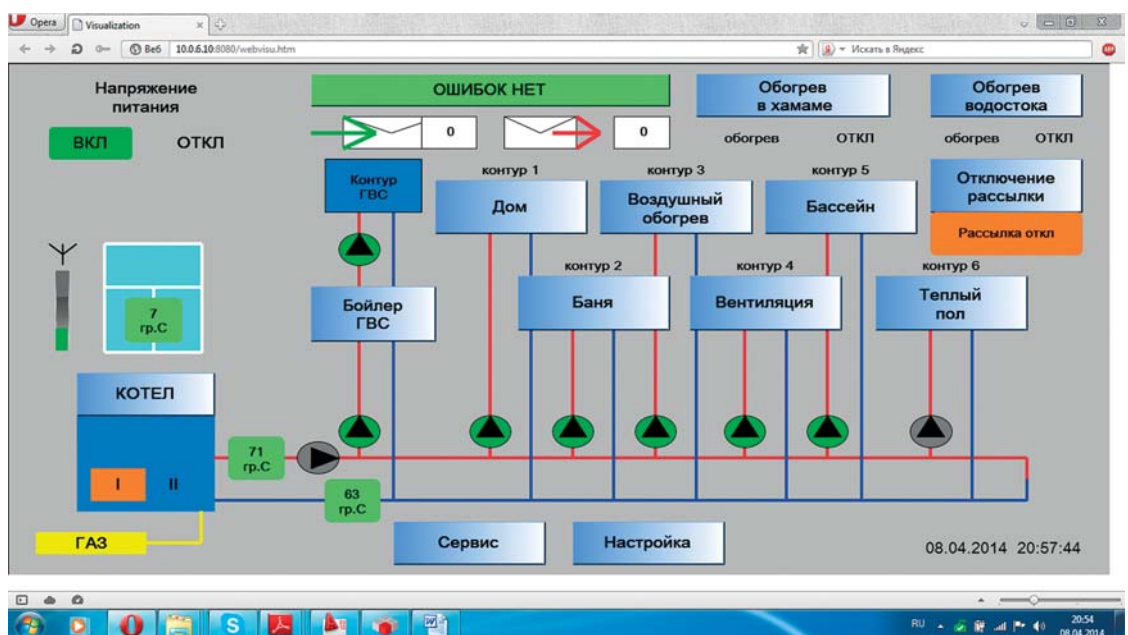 Opera
Visualization
Веб
10.0.6.10:8080/webvisu.htm
Искать в Яндекс
Напряжение
питания
ВКЛ
ОТКЛ
ОШИБОК НЕТ
0
0
Обогрев
в хамаме
обогрев
ОТКЛ
Обогрев
водостока
обогрев
ОТКЛ
Отключение
рассылки
Рассылка откл
Контур
ГВС
контур 1
Дом
контур 3
Воздушный
обогрев
контур 5
Бассейн
контур 2
Баня
контур 4
Вентиляция
контур 6
Теплый
пол
Бойлер
ГВС
7
гр.С
КОТЕЛ
I
II
71
гр.С
63
гр.С
ГАЗ
Сервис
Настройка
08.04.2014 20:57:44
RU
20:54
08.04.2014